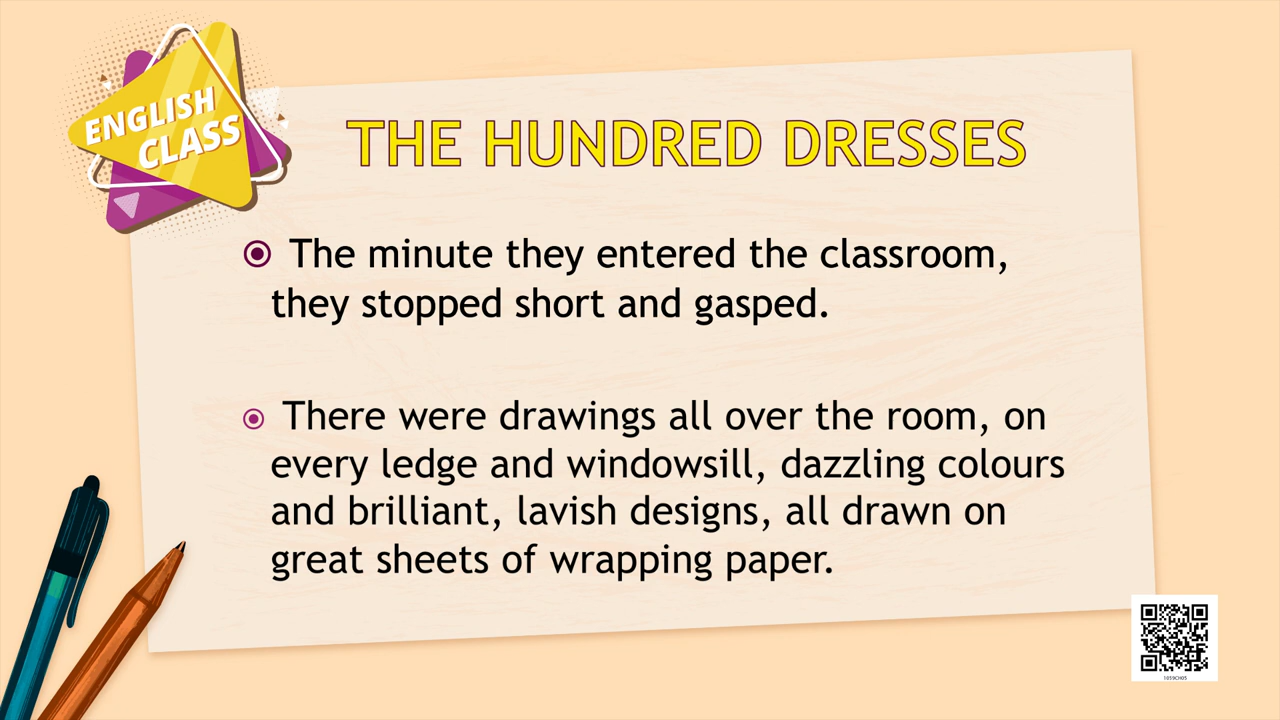 ENGLISH
CLASS
THE HUNDRED DRESSES
The minute they entered the classroom,
they stopped short and gasped.
There were drawings all over the room, on
every ledge and windowsill, dazzling colours
and brilliant, lavish designs, all drawn on
great sheets of wrapping paper.
1059CH05